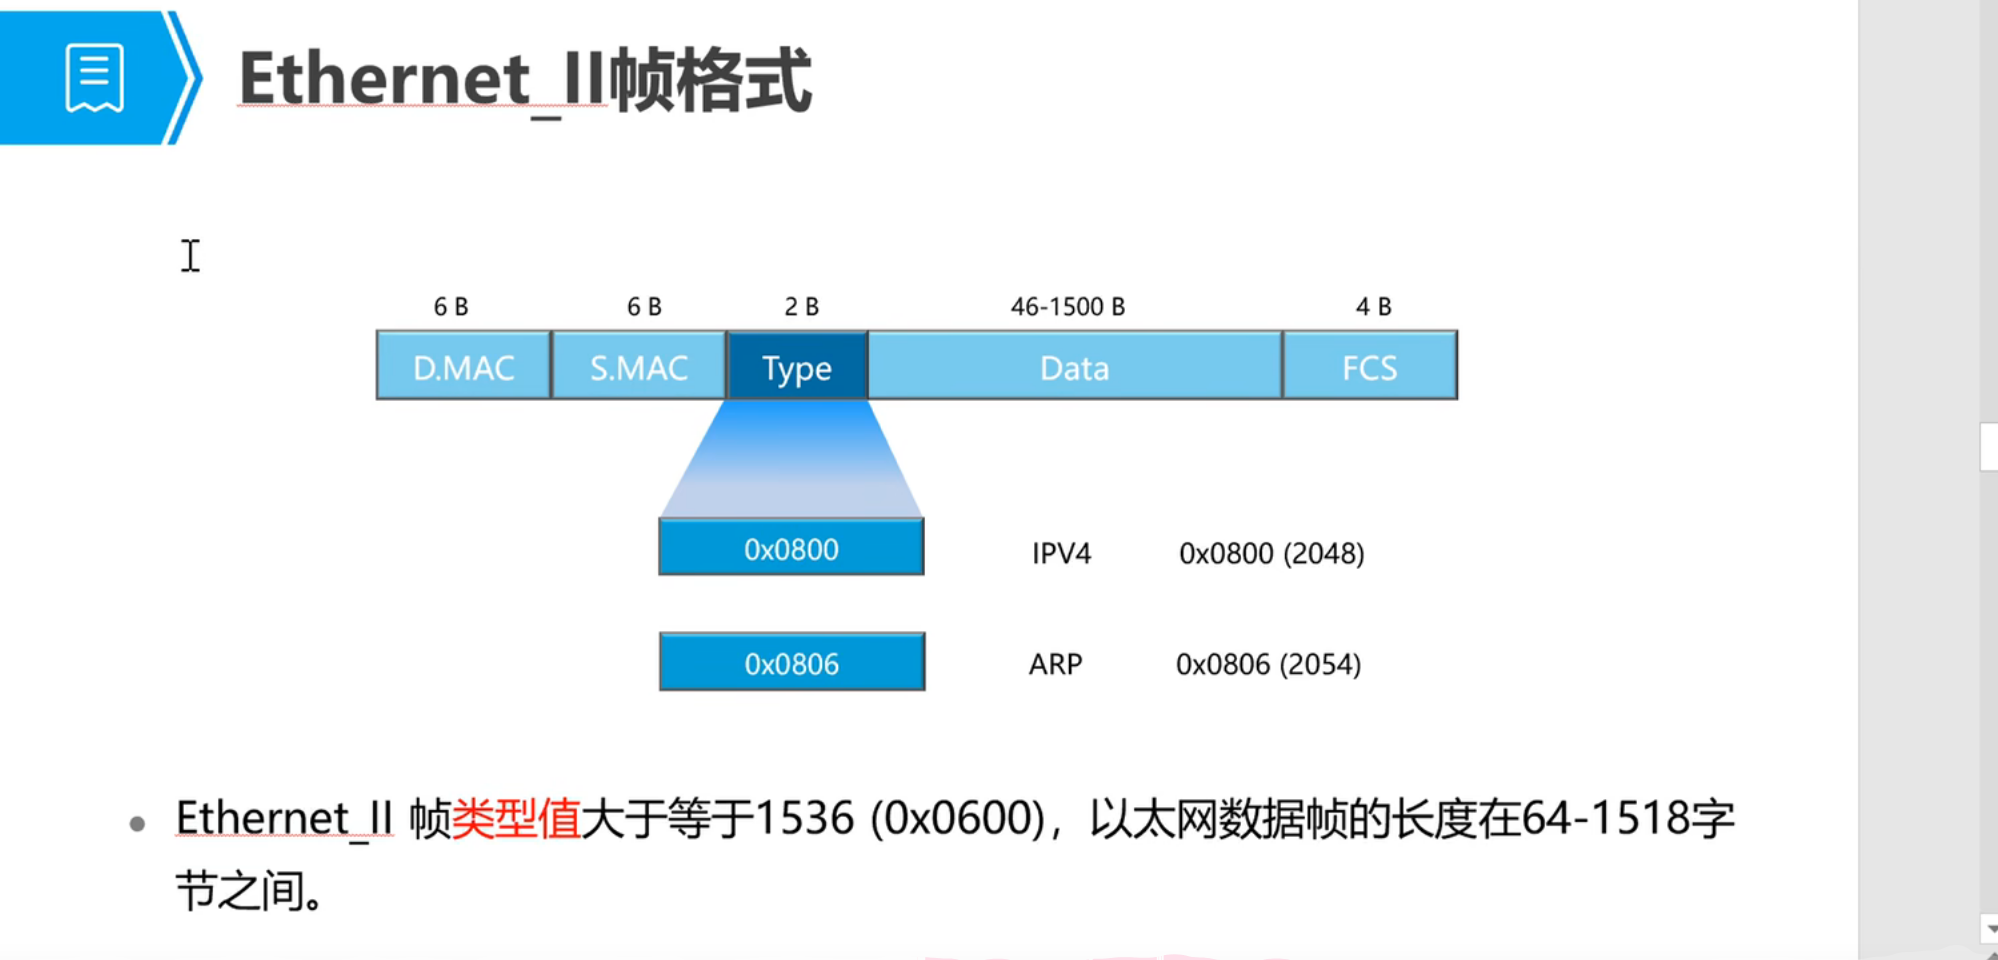 Ethernet_II帧格式
6 B 6 B 2 B 46-1500 B 4 B
D.MAC S.MAC Type Data FCS
0x0800 IPV4 0x0800 (2048)
0x0806 ARP 0x0806 (2054)
Ethernet_II 帧类型值大于等于1536 (0x0600)，以太网数据帧的长度在64-1518字
节之间。